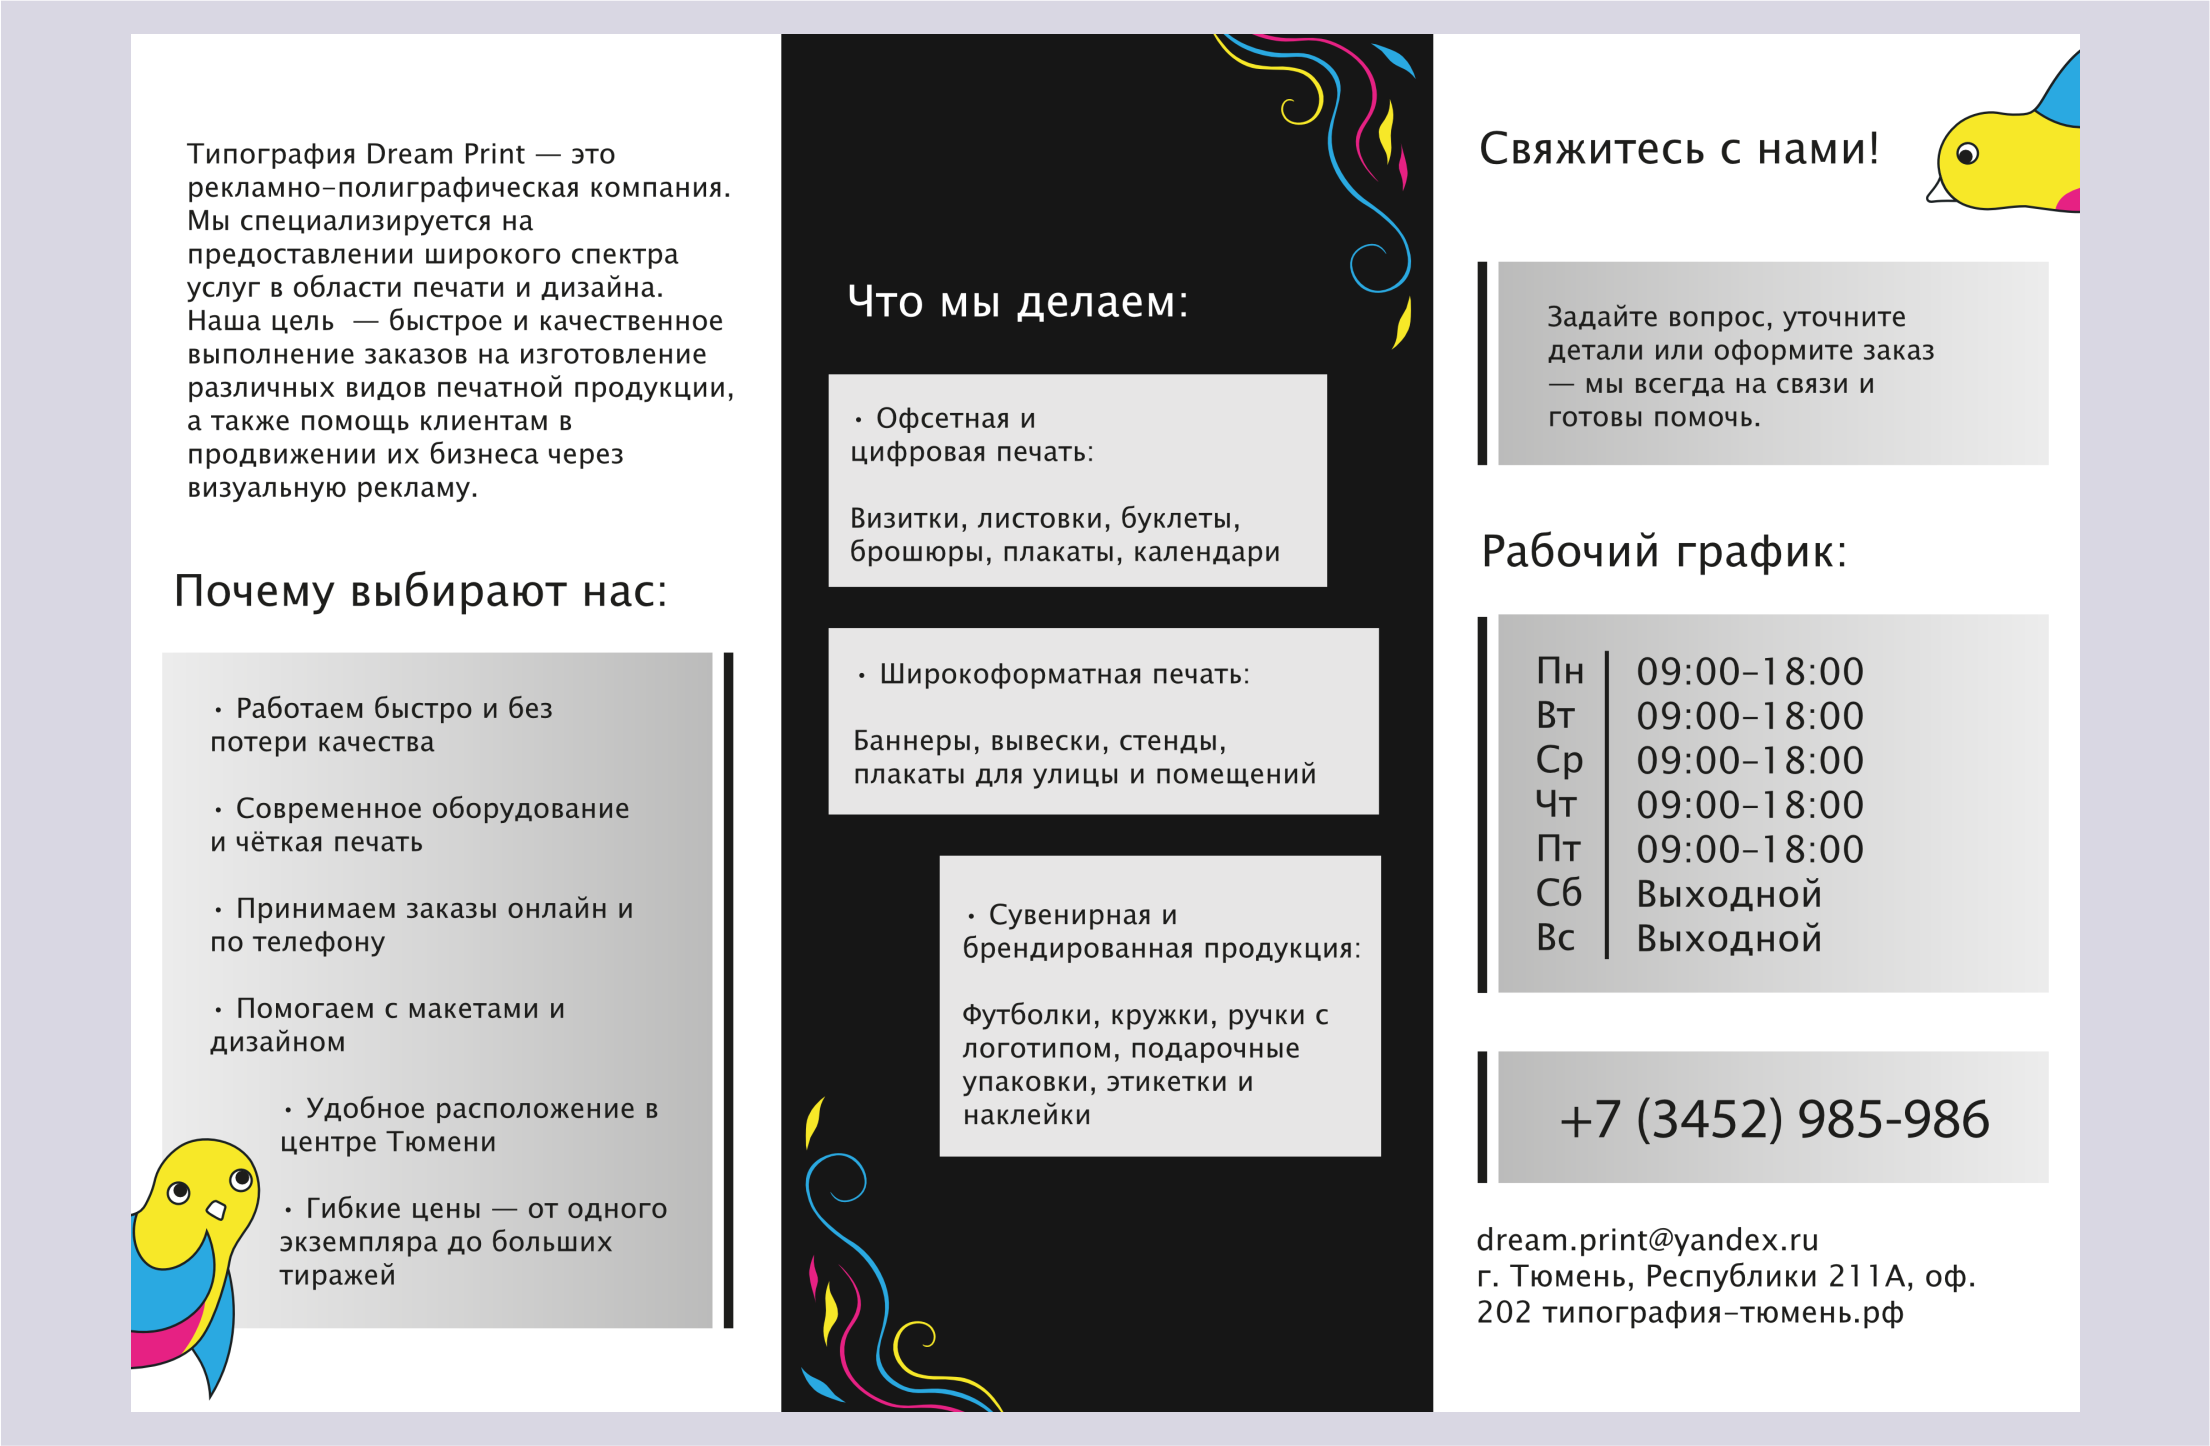 Типография Dream Print — это
рекламно-полиграфическая компания.
Мы специализируется на
предоставлении широкого спектра
услуг в области печати и дизайна.
Наша цель — быстрое и качественное
выполнение заказов на изготовление
различных видов печатной продукции,
а также помощь клиентам в
продвижении их бизнеса через
визуальную рекламу.
Почему выбирают нас:
• Работаем быстро и без
потери качества
• Современное оборудование
и чёткая печать
• Принимаем заказы онлайн и
по телефону
• Помогаем с макетами и
дизайном
• Удобное расположение в
центре Тюмени
• Гибкие цены — от одного
экземпляра до больших
тиражей
Что мы делаем:
• Офсетная и
цифровая печать:
Визитки, листовки, буклеты,
брошюры, плакаты, календари
• Широкоформатная печать:
Баннеры, вывески, стенды,
плакаты для улицы и помещений
• Сувенирная и
брендированная продукция:
Футболки, кружки, ручки с
логотипом, подарочные
упаковки, этикетки и
наклейки
Свяжитесь с нами!
Задайте вопрос, уточните
детали или оформите заказ
— мы всегда на связи и
готовы помочь.
Рабочий график:
Пн 09:00-18:00
Вт 09:00-18:00
Ср 09:00-18:00
Чт 09:00-18:00
Пт 09:00-18:00
Сб Выходной
Вс Выходной
+7 (3452) 985-986
dream.print@yandex.ru
г. Тюмень, Республики 211А, оф.
202 типография-тюмень.рф